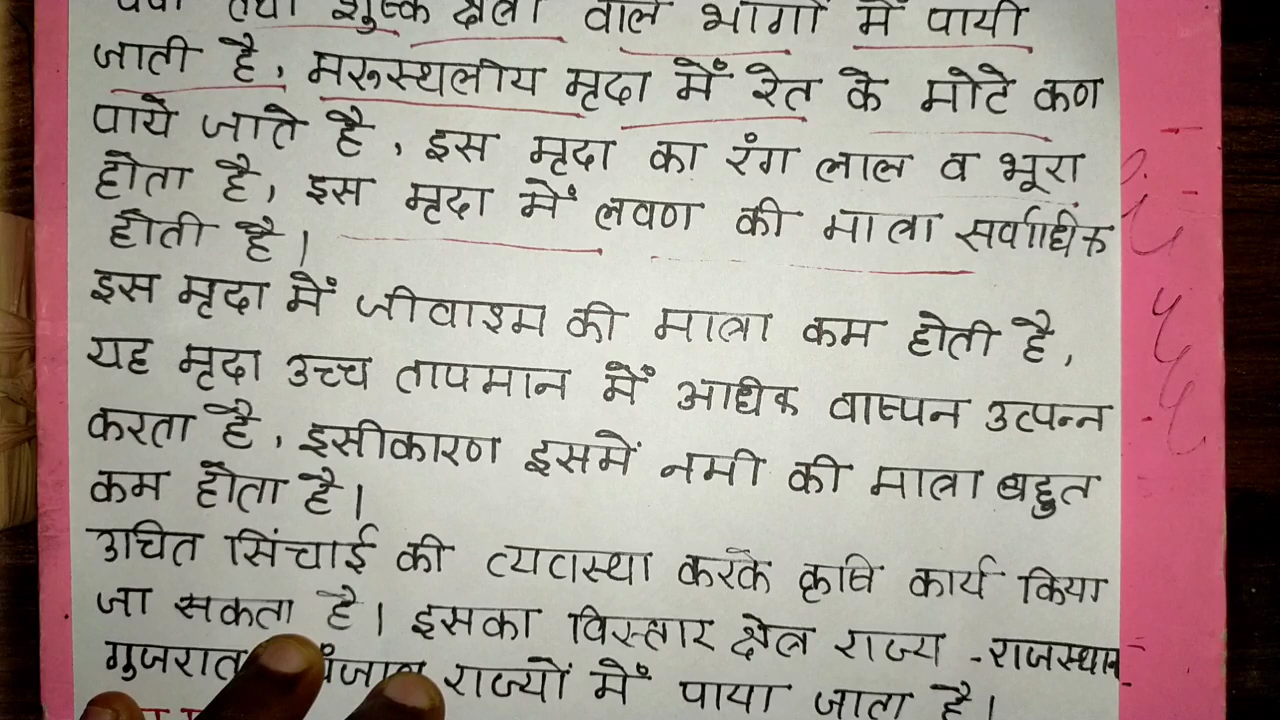 तथा शुष्क क्षेत्रों वाले भागों में पायी
जाती है, मरुस्थलीय मृदा में रेत के मोटे कण
पाये जाते है, इस मृदा का रंग लाल व भूरा
होता है, इस मृदा में लवण की मात्रा सर्वाधिक
होती है।
इस मृदा में जीवाश्म की मात्रा कम होती है,
यह मृदा उच्च तापमान में अधिक वाष्पन उत्पन्न
करता है, इसीकारण इसमें नमी की मात्रा बहुत
कम होता है।
उचित सिंचाई की व्यवस्था करके कृषि कार्य किया
जा सकता है। इसका विस्तार क्षेत्र राज्य - राजस्थान
गुजरात पंजाब राज्यों में पाया जाता है।